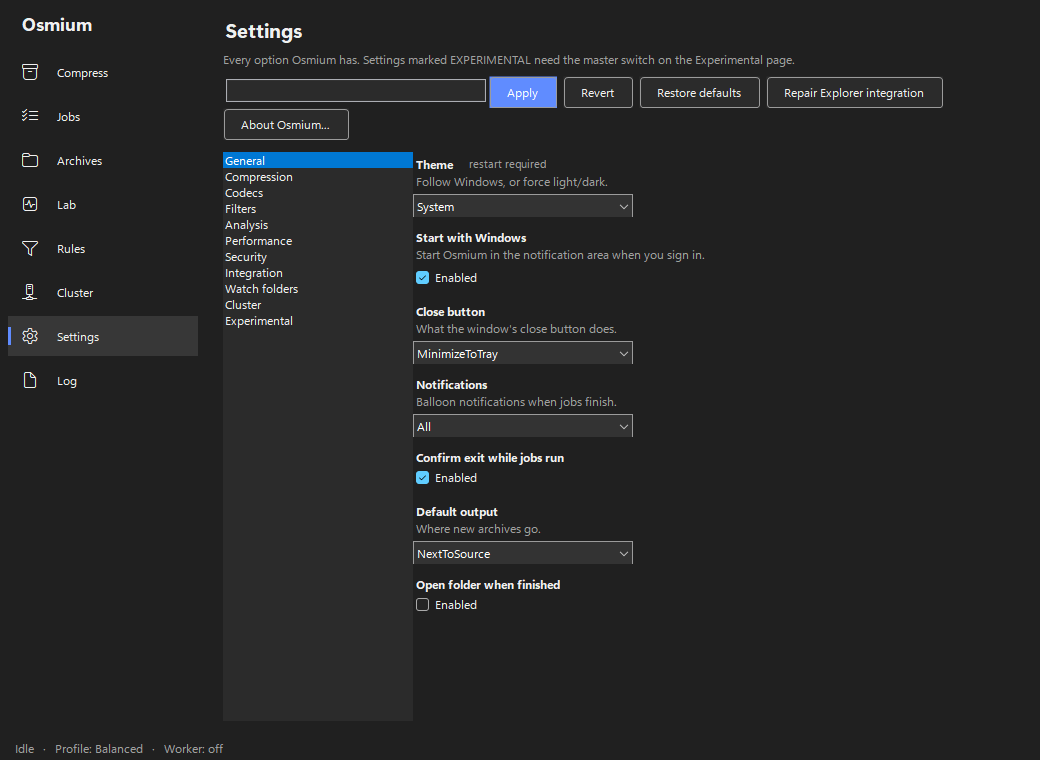 Osmium
Compress
Jobs
Archives
Lab
Rules
Cluster
Settings
Log
Settings
Every option Osmium has. Settings marked EXPERIMENTAL need the master switch on the Experimental page.
Apply
Revert
Restore defaults
Repair Explorer integration
About Osmium...
General
Compression
Codecs
Filters
Analysis
Performance
Security
Integration
Watch folders
Cluster
Experimental
Theme restart required
Follow Windows, or force light/dark.
System
Start with Windows
Start Osmium in the notification area when you sign in.
Enabled
Close button
What the window's close button does.
MinimizeToTray
Notifications
Balloon notifications when jobs finish.
All
Confirm exit while jobs run
Enabled
Default output
Where new archives go.
NextToSource
Open folder when finished
Enabled
Idle · Profile: Balanced · Worker: off